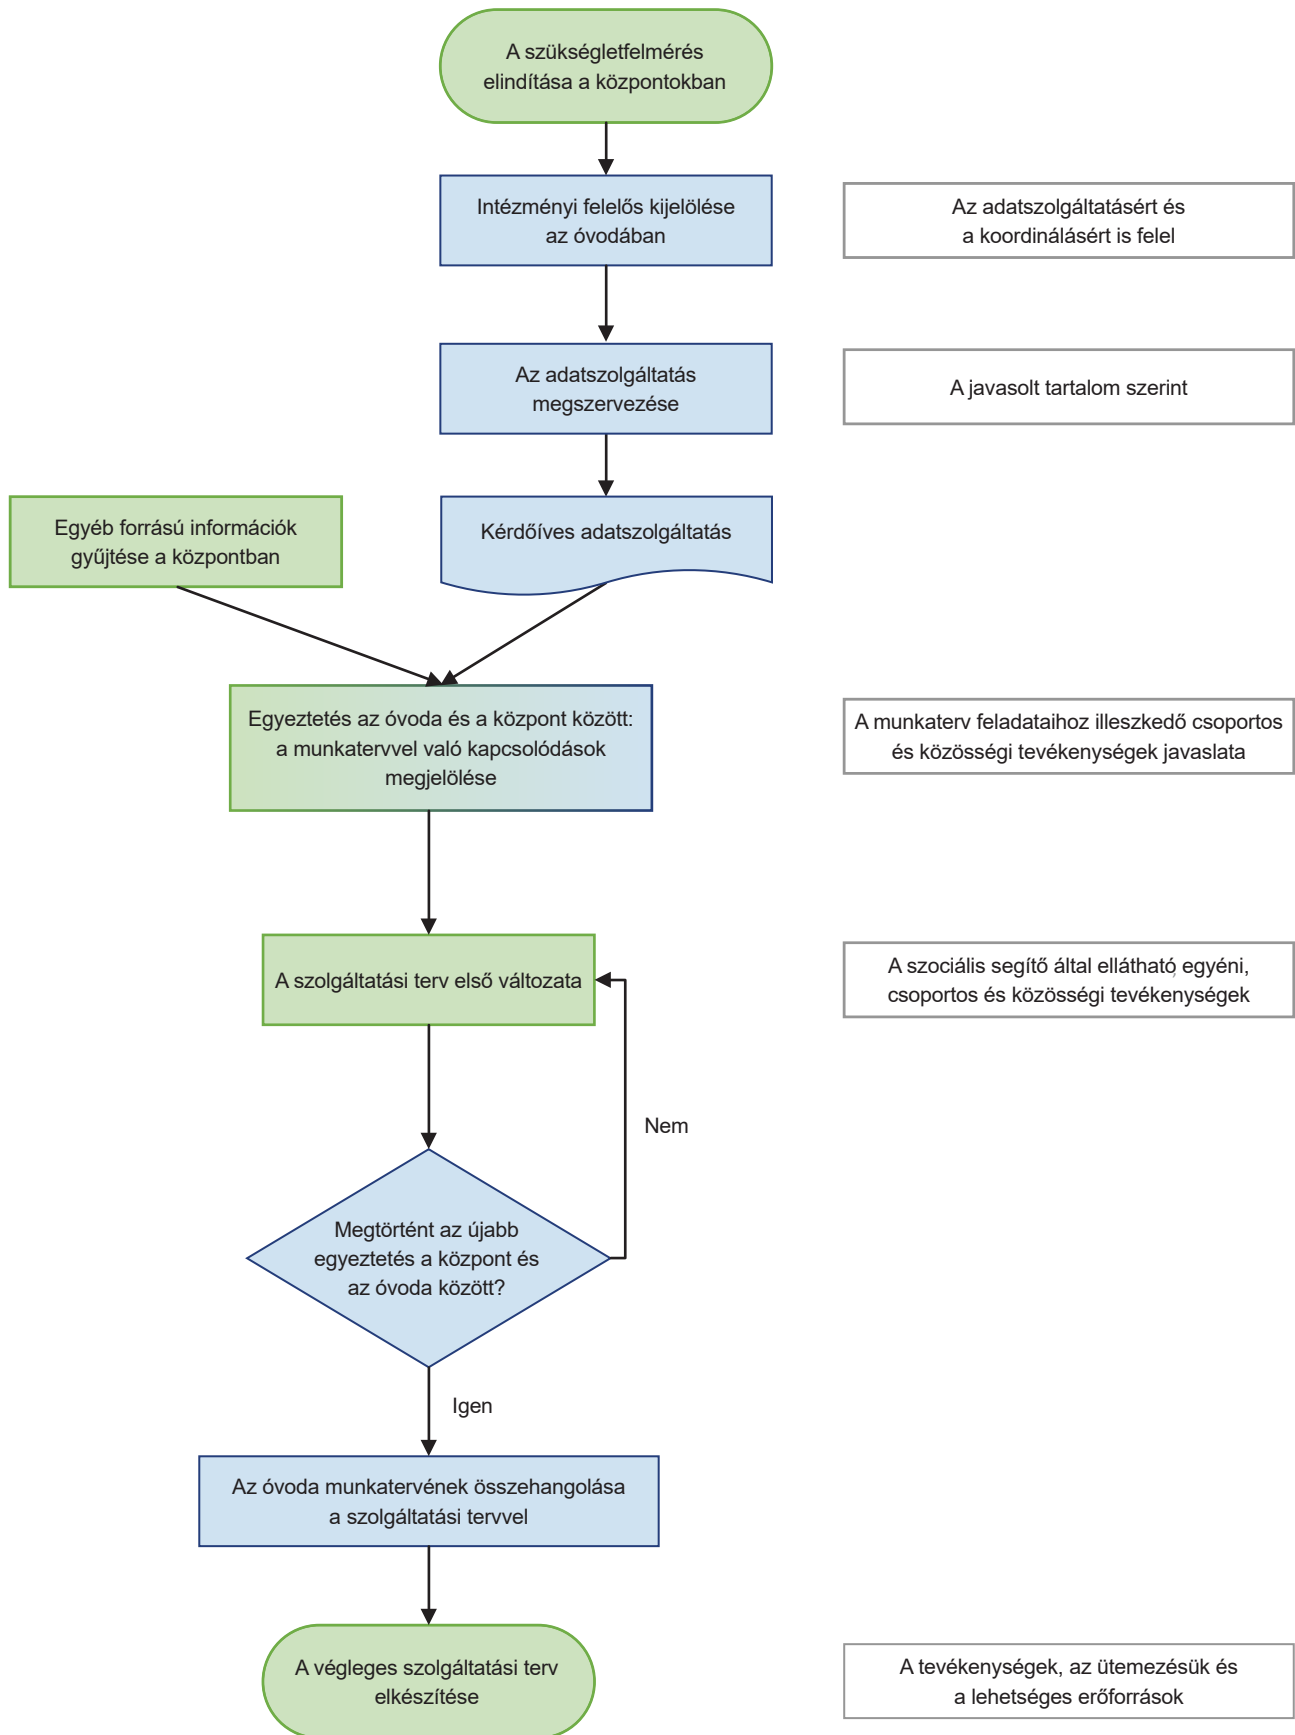 A szükségletfelmérés
elindítása a központokban
Intézményi felelős kijelölése
az óvodában
Az adatszolgáltatásért és
a koordinálásért is felel
Az adatszolgáltatás
megszervezése
A javasolt tartalom szerint
Egyéb forrású információk
gyűjtése a központban
Kérdőíves adatszolgáltatás
Egyeztetés az óvoda és a központ között:
a munkatervvel való kapcsolódások
megjelölése
A munkaterv feladataihoz illeszkedő csoportos
és közösségi tevékenységek javaslata
A szolgáltatási terv első változata
A szociális segítő által ellátható egyéni,
csoportos és közösségi tevékenységek
Nem
Megtörtént az újabb
egyeztetés a központ és
az óvoda között?
Igen
Az óvoda munkatervének összehangolása
a szolgáltatási tervvel
A végleges szolgáltatási terv
elkészítése
A tevékenységek, az ütemezésük és
a lehetséges erőforrások